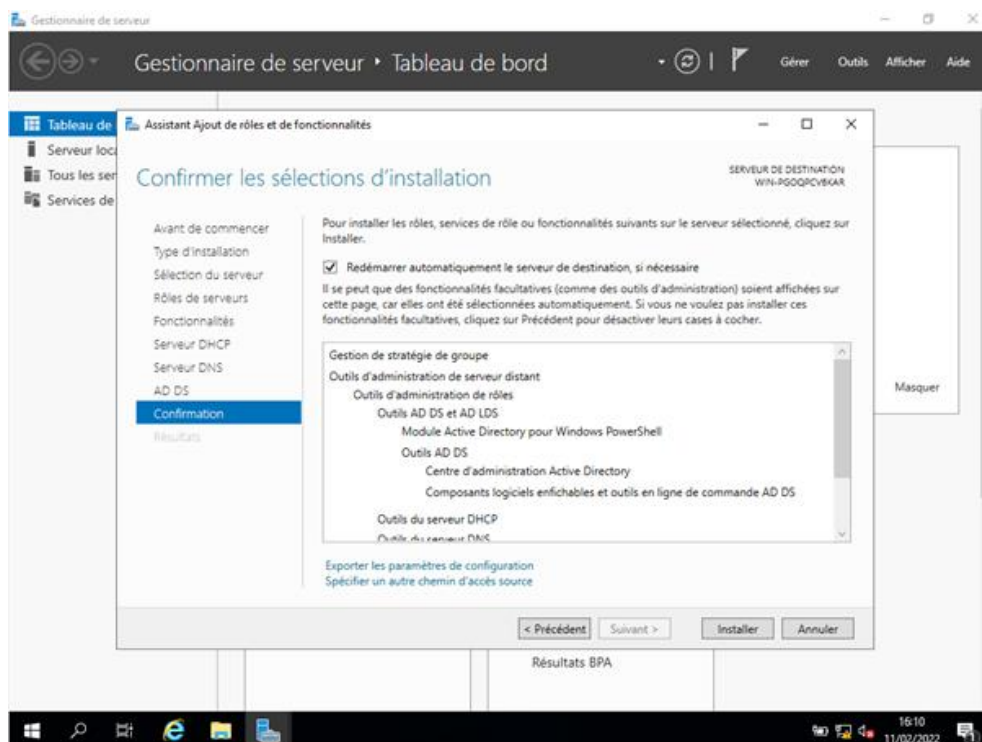 Gestionnaire de serveur
Gestionnaire de serveur ‣ Tableau de bord
Gérer Outils Afficher Aide
Tableau de
Serveur loca
Tous les ser
Services de
Assistant Ajout de rôles et de fonctionnalités
Confirmer les sélections d'installation
SERVEUR DE DESTINATION
WIN-PGOQPCV6KAR
Avant de commencer
Type d'installation
Sélection du serveur
Rôles de serveurs
Fonctionnalités
Serveur DHCP
Serveur DNS
AD DS
Confirmation
Résultats
Pour installer les rôles, services de rôle ou fonctionnalités suivants sur le serveur sélectionné, cliquez sur
Installer.
Redémarrer automatiquement le serveur de destination, si nécessaire
Il se peut que des fonctionnalités facultatives (comme des outils d'administration) soient affichées sur
cette page, car elles ont été sélectionnées automatiquement. Si vous ne voulez pas installer ces
fonctionnalités facultatives, cliquez sur Précédent pour désactiver leurs cases à cocher.
Gestion de stratégie de groupe
Outils d'administration de serveur distant
Outils d'administration de rôles
Outils AD DS et AD LDS
Module Active Directory pour Windows PowerShell
Outils AD DS
Centre d'administration Active Directory
Composants logiciels enfichables et outils en ligne de commande AD DS
Outils du serveur DHCP
Outils du serveur DNS
Exporter les paramètres de configuration
Spécifier un autre chemin d'accès source
< Précédent Suivant > Installer Annuler
Masquer
Résultats BPA
16:10
11/02/2022